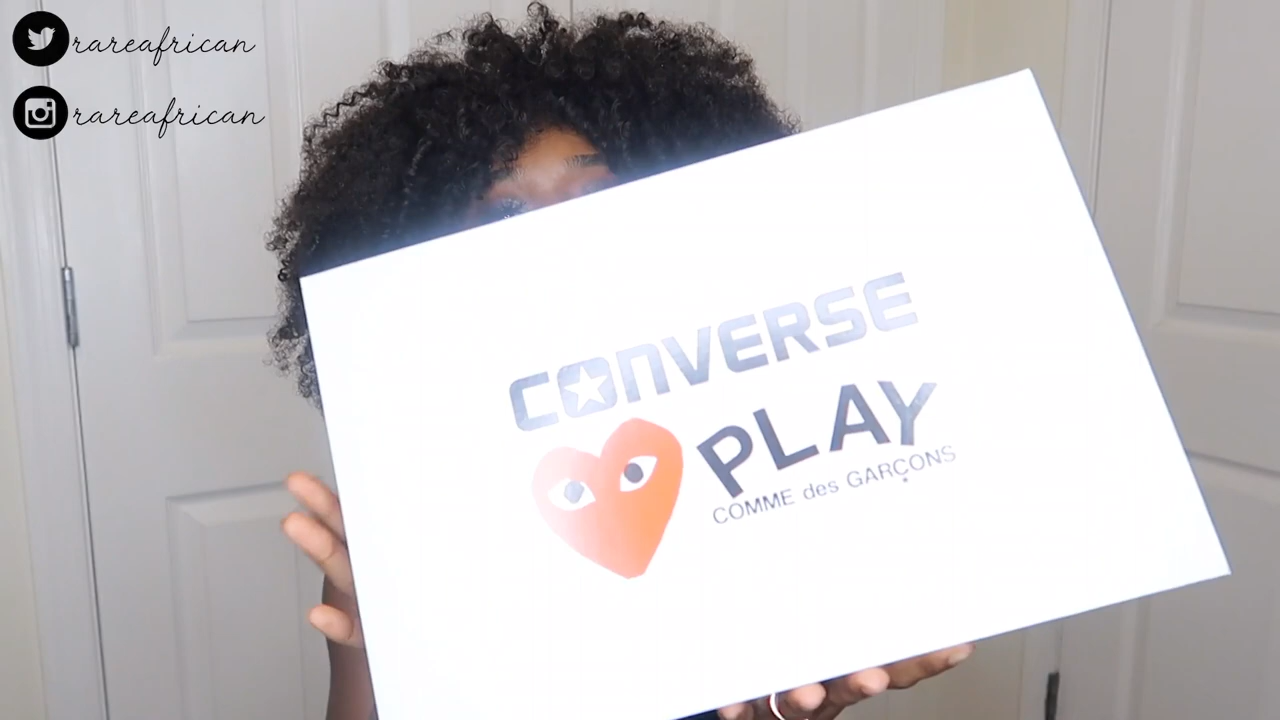 rareafrican
rareafrican
CONVERSE
PLAY
COMME des GARÇONS